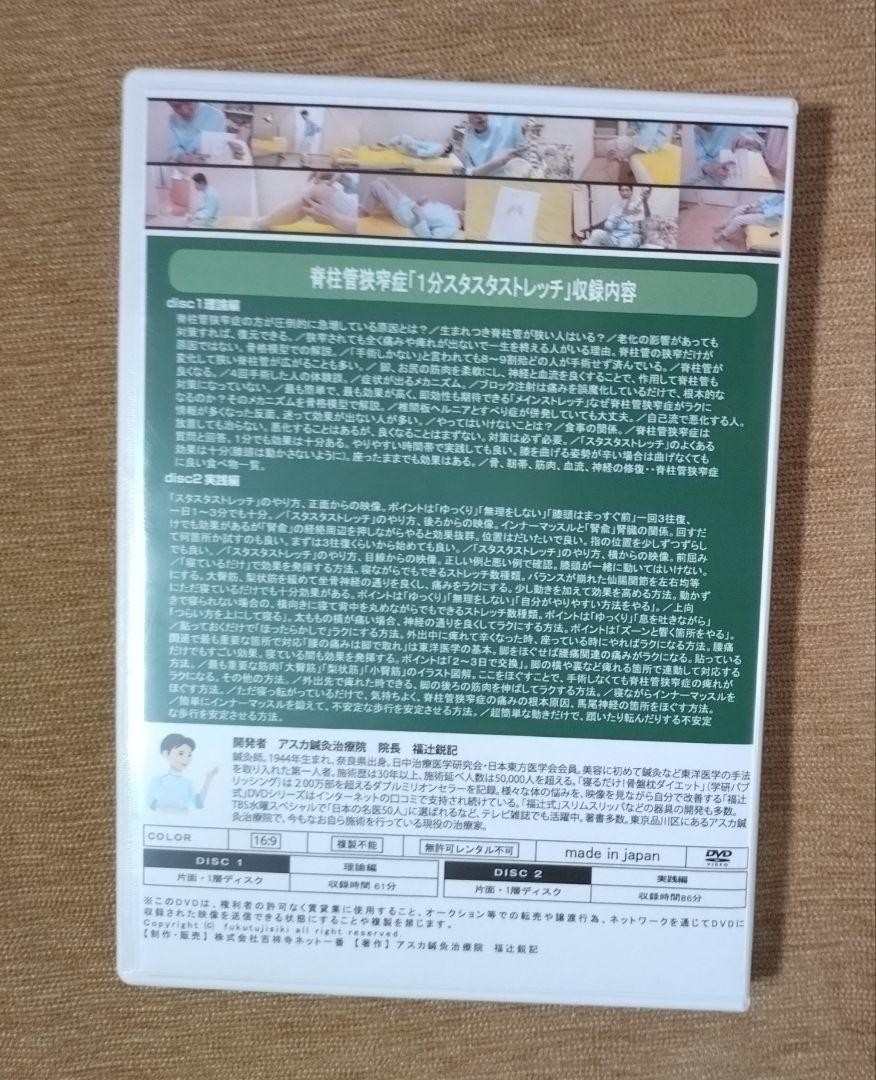 脊柱管狭窄症「1分スタスタストレッチ」収録内容
disc1理論編
脊柱管狭窄症の方が圧倒的に急増している原因とは?／生まれつき脊柱管が狭い人はいる?／老化の影響があっても
対策すれば、復元できる。／狭窄されても全く痛みや痺れが出ないで一生を終える人がいる理由。脊柱管の狭窄だけが
原因ではない。骨格模型での解説。／「手術しかない」と言われても8～9割殆どの人が手術せず済んでいる。／脊柱管が
変化して狭い脊柱管が広がることも多い。／脚、お尻の筋肉を柔軟にし、神経と血流を良くすることで、作用して脊柱管も
良くなる。／4回手術した人の体験談。／症状が出るメカニズム。／ブロック注射は痛みを誤魔化しているだけで、根本的な
対策になっていない。／最も簡単で、最も効果が高く、即効性も期待できる「メインストレッチ」なぜ脊柱管狭窄症がラクに
なるのか?そのメカニズムを骨格模型で解説。／椎間板ヘルニアとすべり症が併発していても大丈夫／自己流で悪化する人。
情報が多くなった反面、迷って効果が出ない人が多い。／やってはいけないことは?／食事の関係。／脊柱管狭窄症は
放置しても治らない。悪化することはあるが、良くなることはまずない。対策は必ず必要。／「スタスタストレッチ」のよくある
質問と回答。1分でも効果は十分ある。やりやすい時間帯で実践しても良い。膝を曲げる姿勢が辛い場合は曲げなくても
効果は十分(膝頭は動かさないように)。座ったままでも効果はある。／骨、靭帯、筋肉、血流、神経の修復‥脊柱管狭窄症
に良い食べ物一覧。
disc2実践編
「スタスタストレッチ」のやり方、正面からの映像。ポイントは「ゆっくり」「無理をしない」「膝頭はまっすぐ前」一回3往復、
一日1～3分でも十分。／「スタスタストレッチ」のやり方、後ろからの映像。インナーマッスルと「腎兪」腎臓の関係。回すだ
けでも効果があるが「腎兪」の経絡周辺を押しながらやると効果抜群。位置はだいたいで良い。指の位置を少しずつずらし
て何箇所か試すのも良い。まずは3往復くらいから始めても良い。／「スタスタストレッチ」のやり方、横からの映像。前屈み
でも良い。／「スタスタストレッチ」のやり方、目線からの映像。正しい例と悪い例で確認。膝頭が一緒に動いてはいけない。
／「寝ているだけ」で効果を発揮する方法。寝ながらでもできるストレッチ数種類。バランスが崩れた仙腸関節を左右均等
にする。大臀筋、梨状筋を緩めて坐骨神経の通りを良くし、痛みをラクにする。少し動きを加えて効果を高める方法。動かず
にただ寝ているだけでも十分効果がある。ポイントは「ゆっくり」「無理をしない」「自分がやりやすい方法をやる」。／上向
きで寝られない場合の、横向きに寝て背中を丸めながらでもできるストレッチ数種類。ポイントは「ゆっくり」「息を吐きながら」
「つらい方を上にして寝る」。太ももの横が痛い場合、神経の通りを良くしてラクにする方法。ポイントは「ズーンと響く箇所をやる」。
／貼っておくだけで「ほったらかしで」ラクにする方法。外出中に痺れて辛くなった時、座っている時にやればラクになる方法。腰痛
関連で最も重要な箇所で対応「腰の痛みは脚で取れ」は東洋医学の基本。脚をほぐせば腰痛関連の痛みがラクになる。貼ってい
るだけでもすごい効果。寝ている間も効果を発揮する。ポイントは「2～3日で交換」。脚の横や裏など痺れる箇所で連動して対応する
方法。／最も重要な筋肉「大臀筋」「梨状筋」「小臀筋」のイラスト図解。ここをほぐすことで、手術しなくても脊柱管狭窄症の痺れが
ラクになる。その他の方法。／外出先で痺れた時できる、脚の後ろの筋肉を伸ばしてラクする方法。／寝ながらインナーマッスルを
ほぐす方法。／ただ寝っ転がっているだけで、気持ちよく、脊柱管狭窄症の痛みの根本原因、馬尾神経の箇所をほぐす方法。
／簡単にインナーマッスルを鍛えて、不安定な歩行を安定させる方法。／超簡単な動きだけで、躓いたり転んだりする不安定
な歩行を安定させる方法。
開発者 アスカ鍼灸治療院 院長 福辻鋭記
鍼灸師。1944年生まれ、奈良県出身。日中治療医学研究会・日本東方医学会会員。美容に初めて鍼灸など東洋医学の手法
を取り入れた第一人者。施術歴は30年以上、施術延べ人数は50,000人を超える。「寝るだけ!骨盤枕ダイエット」(学研パブ
リッシング)は200万部を超えるダブルミリオンセラーを記録。様々な体の悩みを、映像を見ながら自分で改善する「福辻
式」DVDシリーズはインターネットの口コミで支持され続けている。「福辻式」スリムスリッパなどの器具の開発も多数。
TBS水曜スペシャルで「日本の名医50人」に選ばれるなど、テレビ雑誌でも活躍中。著書多数。東京品川区にあるアスカ鍼
灸治療院で、今もなお自ら施術を行っている現役の治療家。
COLOR 16:9 複製不能 無許可レンタル不可 made in japan DVD VIDEO
DISC 1 理論編 DISC 2 実践編
片面・1層ディスク 収録時間 61分 片面・1層ディスク 収録時間86分
※このDVDは、権利者の許可なく賃貸業に使用すること、オークション等での転売や譲渡行為、ネットワークを通じてDVDに
収録された映像を送信できる状態にすることや複製を禁じます。
Copyright (C) fukutujisiki all right reserved.
【制作・販売】株式会社吉祥寺ネット一番 【著作】アスカ鍼灸治療院 福辻鋭記